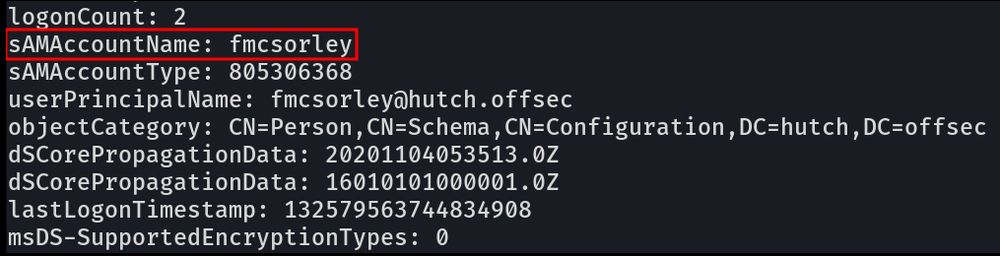 logonCount: 2
sAMAccountName: fmcsorley
sAMAccountType: 805306368
userPrincipalName: fmcsorley@hutch.offsec
objectCategory: CN=Person,CN=Schema,CN=Configuration,DC=hutch,DC=offsec
dSCorePropagationData: 20201104053513.0Z
dSCorePropagationData: 16010101000001.0Z
lastLogonTimestamp: 132579563744834908
msDS-SupportedEncryptionTypes: 0